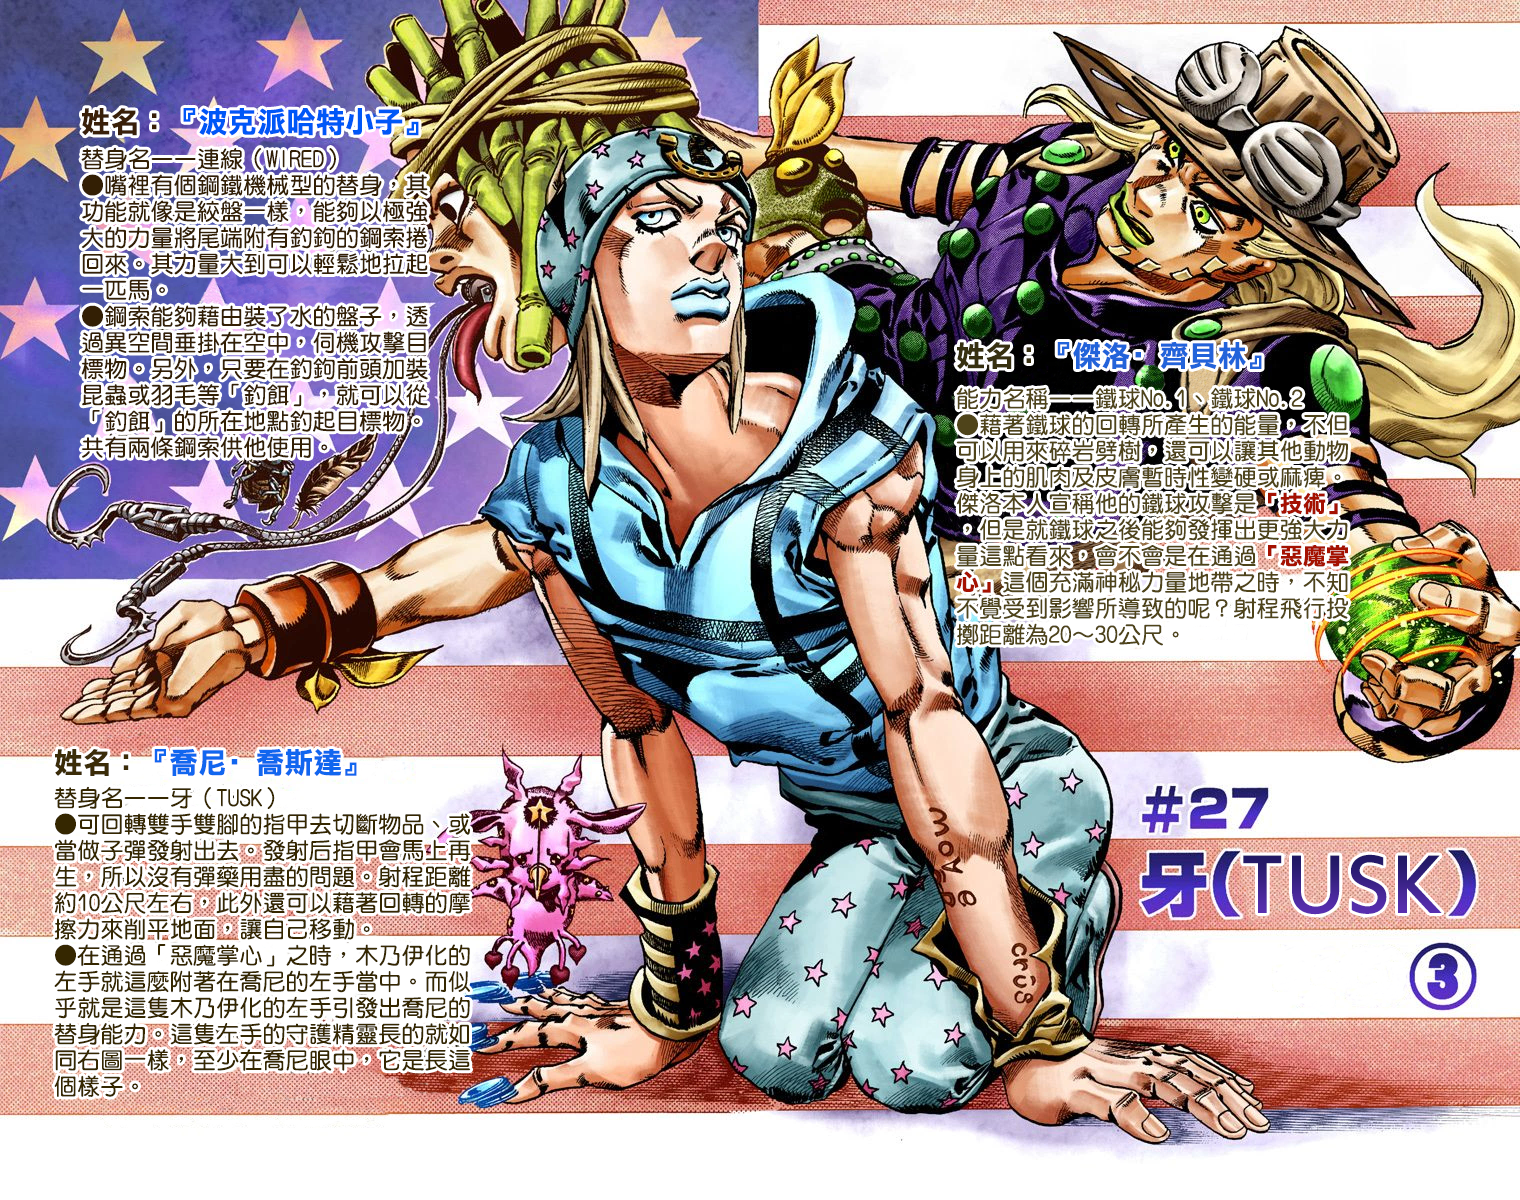 姓名：『波克派哈特小子』
替身名——連線（WIRED）
●嘴裡有個鋼鐵機械型的替身，其
功能就像是絞盤一樣，能夠以極強
大的力量將尾端附有釣鉤的鋼索捲
回來。其力量大到可以輕鬆地拉起
一匹馬。
●鋼索能夠藉由裝了水的盤子，透
過異空間垂掛在空中，伺機攻擊目
標物。另外，只要在釣鉤前頭加裝
昆蟲或羽毛等「釣餌」，就可以從
「釣餌」的所在地點釣起目標物。
共有兩條鋼索供他使用。
姓名：『傑洛·齊貝林』
能力名稱——鐵球No.1、鐵球No.2
●藉著鐵球的回轉所產生的能量，不但
可以用來碎岩劈樹，還可以讓其他動物
身上的肌肉及皮膚暫時性變硬或麻痺。
傑洛本人宣稱他的鐵球攻擊是「技術」
，但是就鐵球之後能夠發揮出更強大力
量這點看來，會不會是在通過「惡魔掌
心」這個充滿神秘力量地帶之時，不知
不覺受到影響所導致的呢？射程飛行投
擲距離為20～30公尺。
姓名：『喬尼·喬斯達』
替身名——牙（TUSK）
●可回轉雙手雙腳的指甲去切斷物品、或
當做子彈發射出去。發射后指甲會馬上再
生，所以沒有彈藥用盡的問題。射程距離
約10公尺左右，此外還可以藉著回轉的摩
擦力來削平地面，讓自己移動。
●在通過「惡魔掌心」之時，木乃伊化的
左手就這麼附著在喬尼的左手當中。而似
乎就是這隻木乃伊化的左手引發出喬尼的
替身能力。這隻左手的守護精靈長的就如
同右圖一樣，至少在喬尼眼中，它是長這
個樣子。
#27
牙(TUSK)
③
crûs